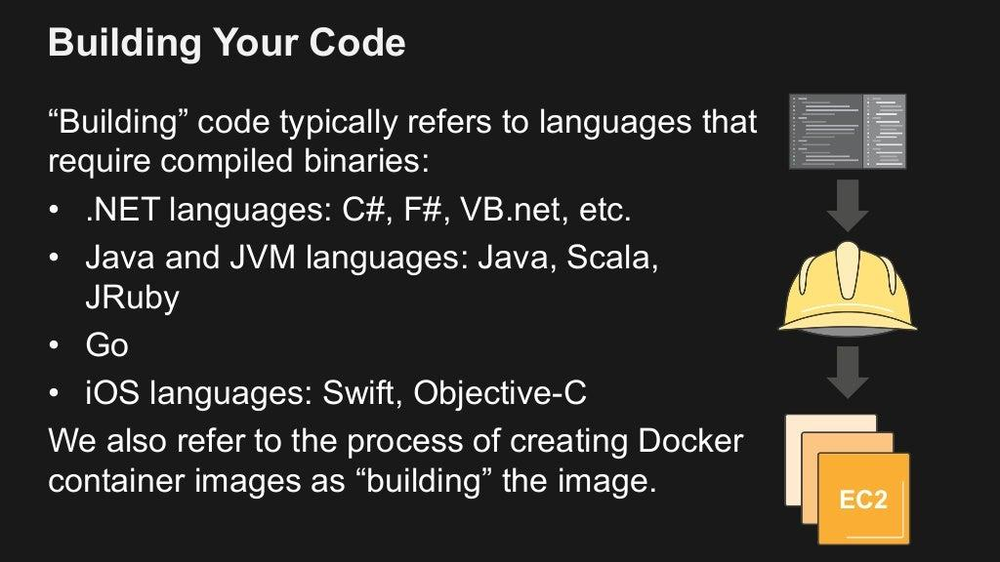 Building Your Code
“Building” code typically refers to languages that
require compiled binaries:
• .NET languages: C#, F#, VB.net, etc.
• Java and JVM languages: Java, Scala,
JRuby
• Go
• iOS languages: Swift, Objective-C
We also refer to the process of creating Docker
container images as “building” the image.
EC2